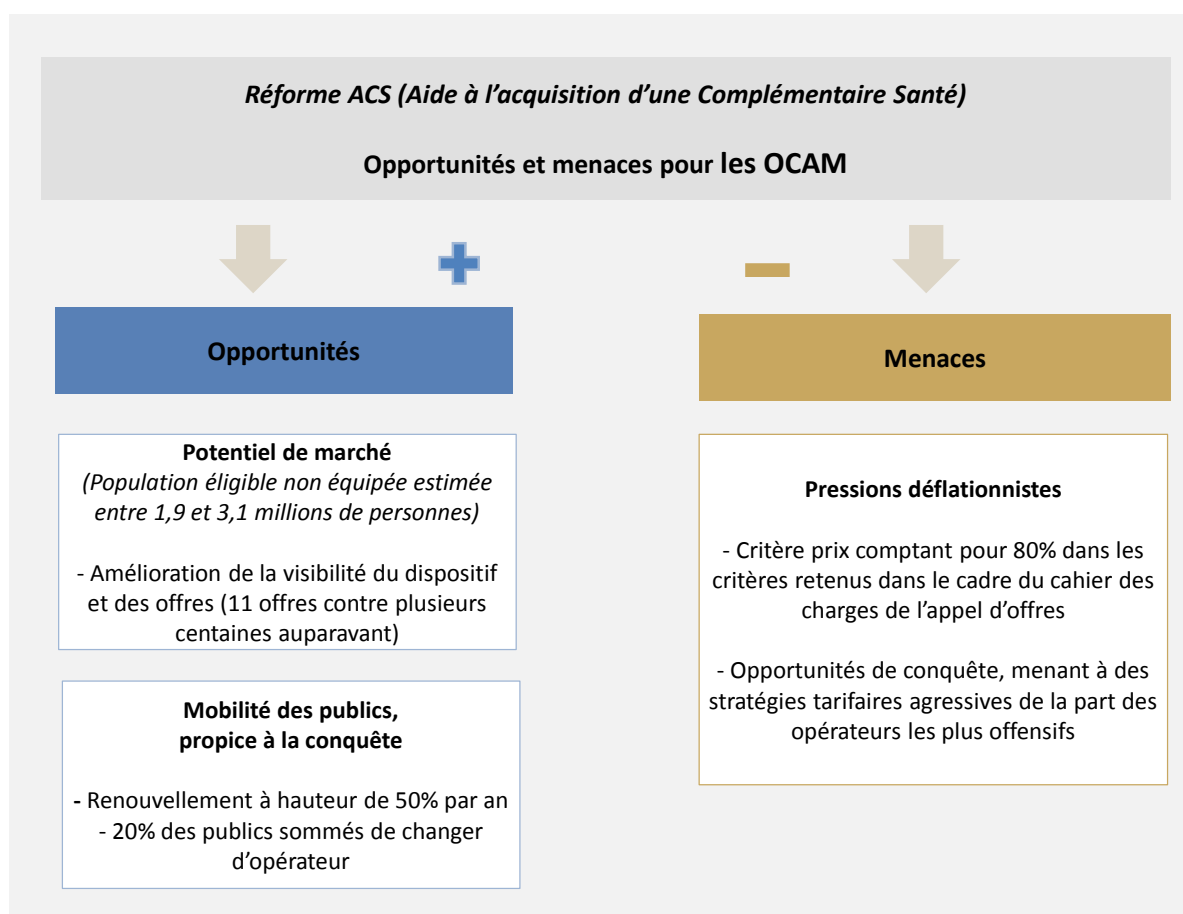 Réforme ACS (Aide à l'acquisition d'une Complémentaire Santé)
Opportunités et menaces pour les OCAM
Opportunités
Potentiel de marché
(Population éligible non équipée estimée
entre 1,9 et 3,1 millions de personnes)
- Amélioration de la visibilité du dispositif
et des offres (11 offres contre plusieurs
centaines auparavant)
Mobilité des publics,
propice à la conquête
- Renouvellement à hauteur de 50% par an
- 20% des publics sommés de changer
d'opérateur
Menaces
Pressions déflationnistes
- Critère prix comptant pour 80% dans les
critères retenus dans le cadre du cahier des
charges de l'appel d'offres
- Opportunités de conquête, menant à des
stratégies tarifaires agressives de la part des
opérateurs les plus offensifs